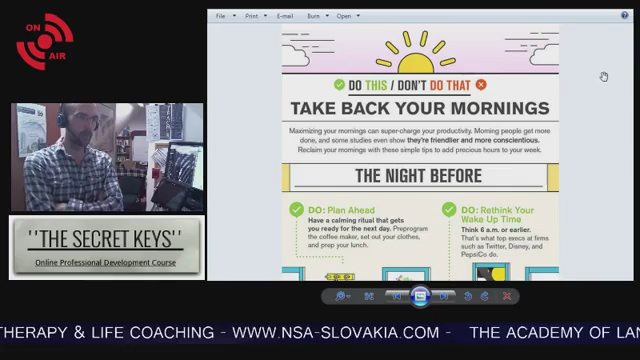 ON
AIR
File
Print
E-mail
Burn
Open
DO THIS / DON'T DO THAT
TAKE BACK YOUR MORNINGS
Maximizing your mornings can super-charge your productivity. Morning people get more
done, and some studies even show they're friendlier and more conscientious.
Reclaim your mornings with these simple tips to add precious hours to your week.
THE NIGHT BEFORE
DO: Plan Ahead
Have a calming ritual that gets
you ready for the next day. Preprogram
the coffee maker, set out your clothes,
and prep your lunch.
DO: Rethink Your
Wake Up Time
Think 6 a.m. or earlier.
That's what top execs at firms
such as Twitter, Disney, and
PepsiCo do.
"THE SECRET KEYS"
Online Professional Development Course
THERAPY & LIFE COACHING - WWW.NSA-SLOVAKIA.COM - THE ACADEMY OF LAN